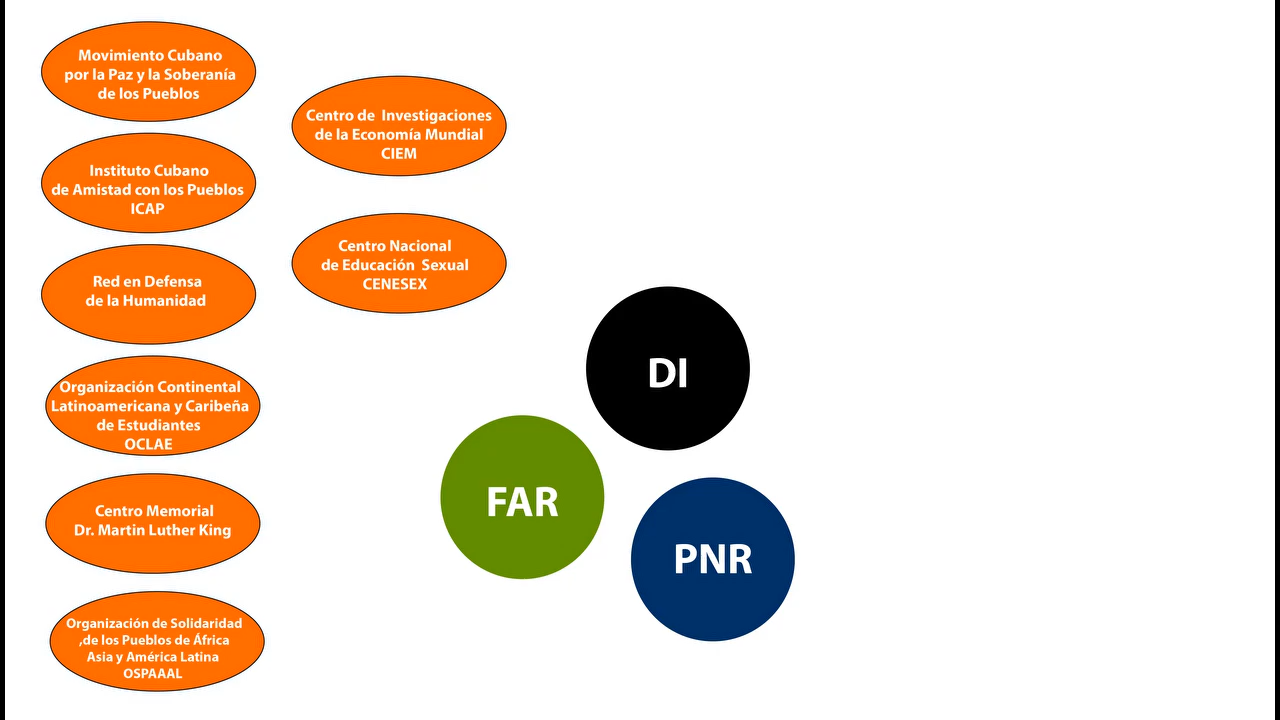 Movimiento Cubano
por la Paz y la Soberanía
de los Pueblos
Instituto Cubano
de Amistad con los Pueblos
ICAP
Red en Defensa
de la Humanidad
Organización Continental
Latinoamericana y Caribeña
de Estudiantes
OCLAE
Centro Memorial
Dr. Martin Luther King
Organización de Solidaridad
,de los Pueblos de África
Asia y América Latina
OSPAAAL
Centro de Investigaciones
de la Economía Mundial
CIEM
Centro Nacional
de Educación Sexual
CENESEX
DI
FAR
PNR